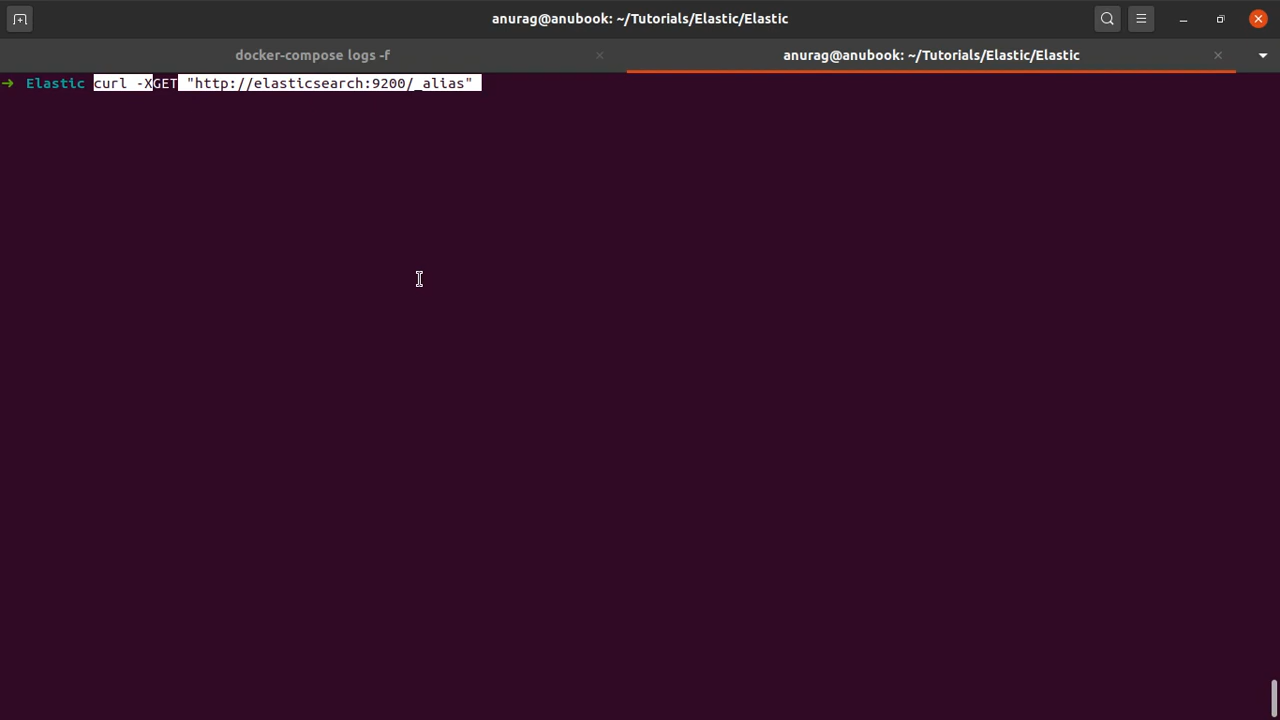 anurag@anubook: ~/Tutorials/Elastic/Elastic
docker-compose logs -f
anurag@anubook: ~/Tutorials/Elastic/Elastic
➜ Elastic curl -XGET "http://elasticsearch:9200/_alias"